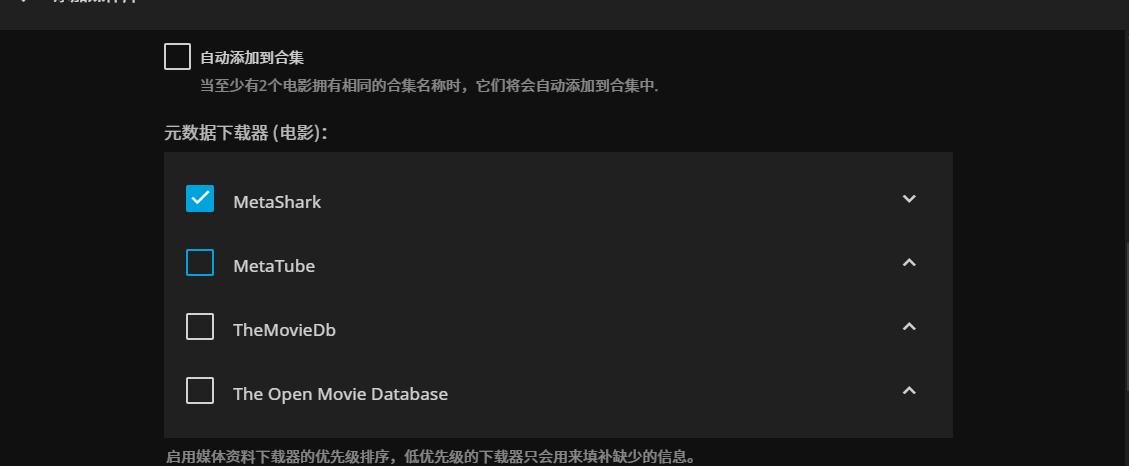 自动添加到合集
当至少有2个电影拥有相同的合集名称时，它们将会自动添加到合集中.
元数据下载器 (电影)：
MetaShark
MetaTube
TheMovieDb
The Open Movie Database
启用媒体资料下载器的优先级排序，低优先级的下载器只会用来填补缺少的信息。